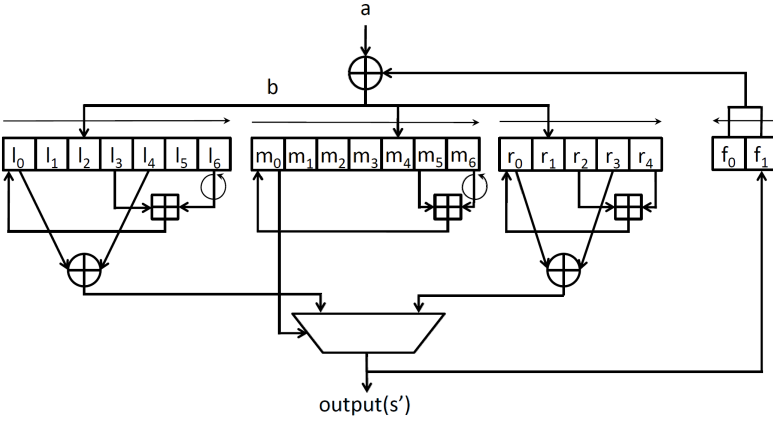 a
b
l₀ l₁ l₂ l₃ l₄ l₅ l₆ m₀ m₁ m₂ m₃ m₄ m₅ m₆ r₀ r₁ r₂ r₃ r₄ f₀ f₁
output(s’)